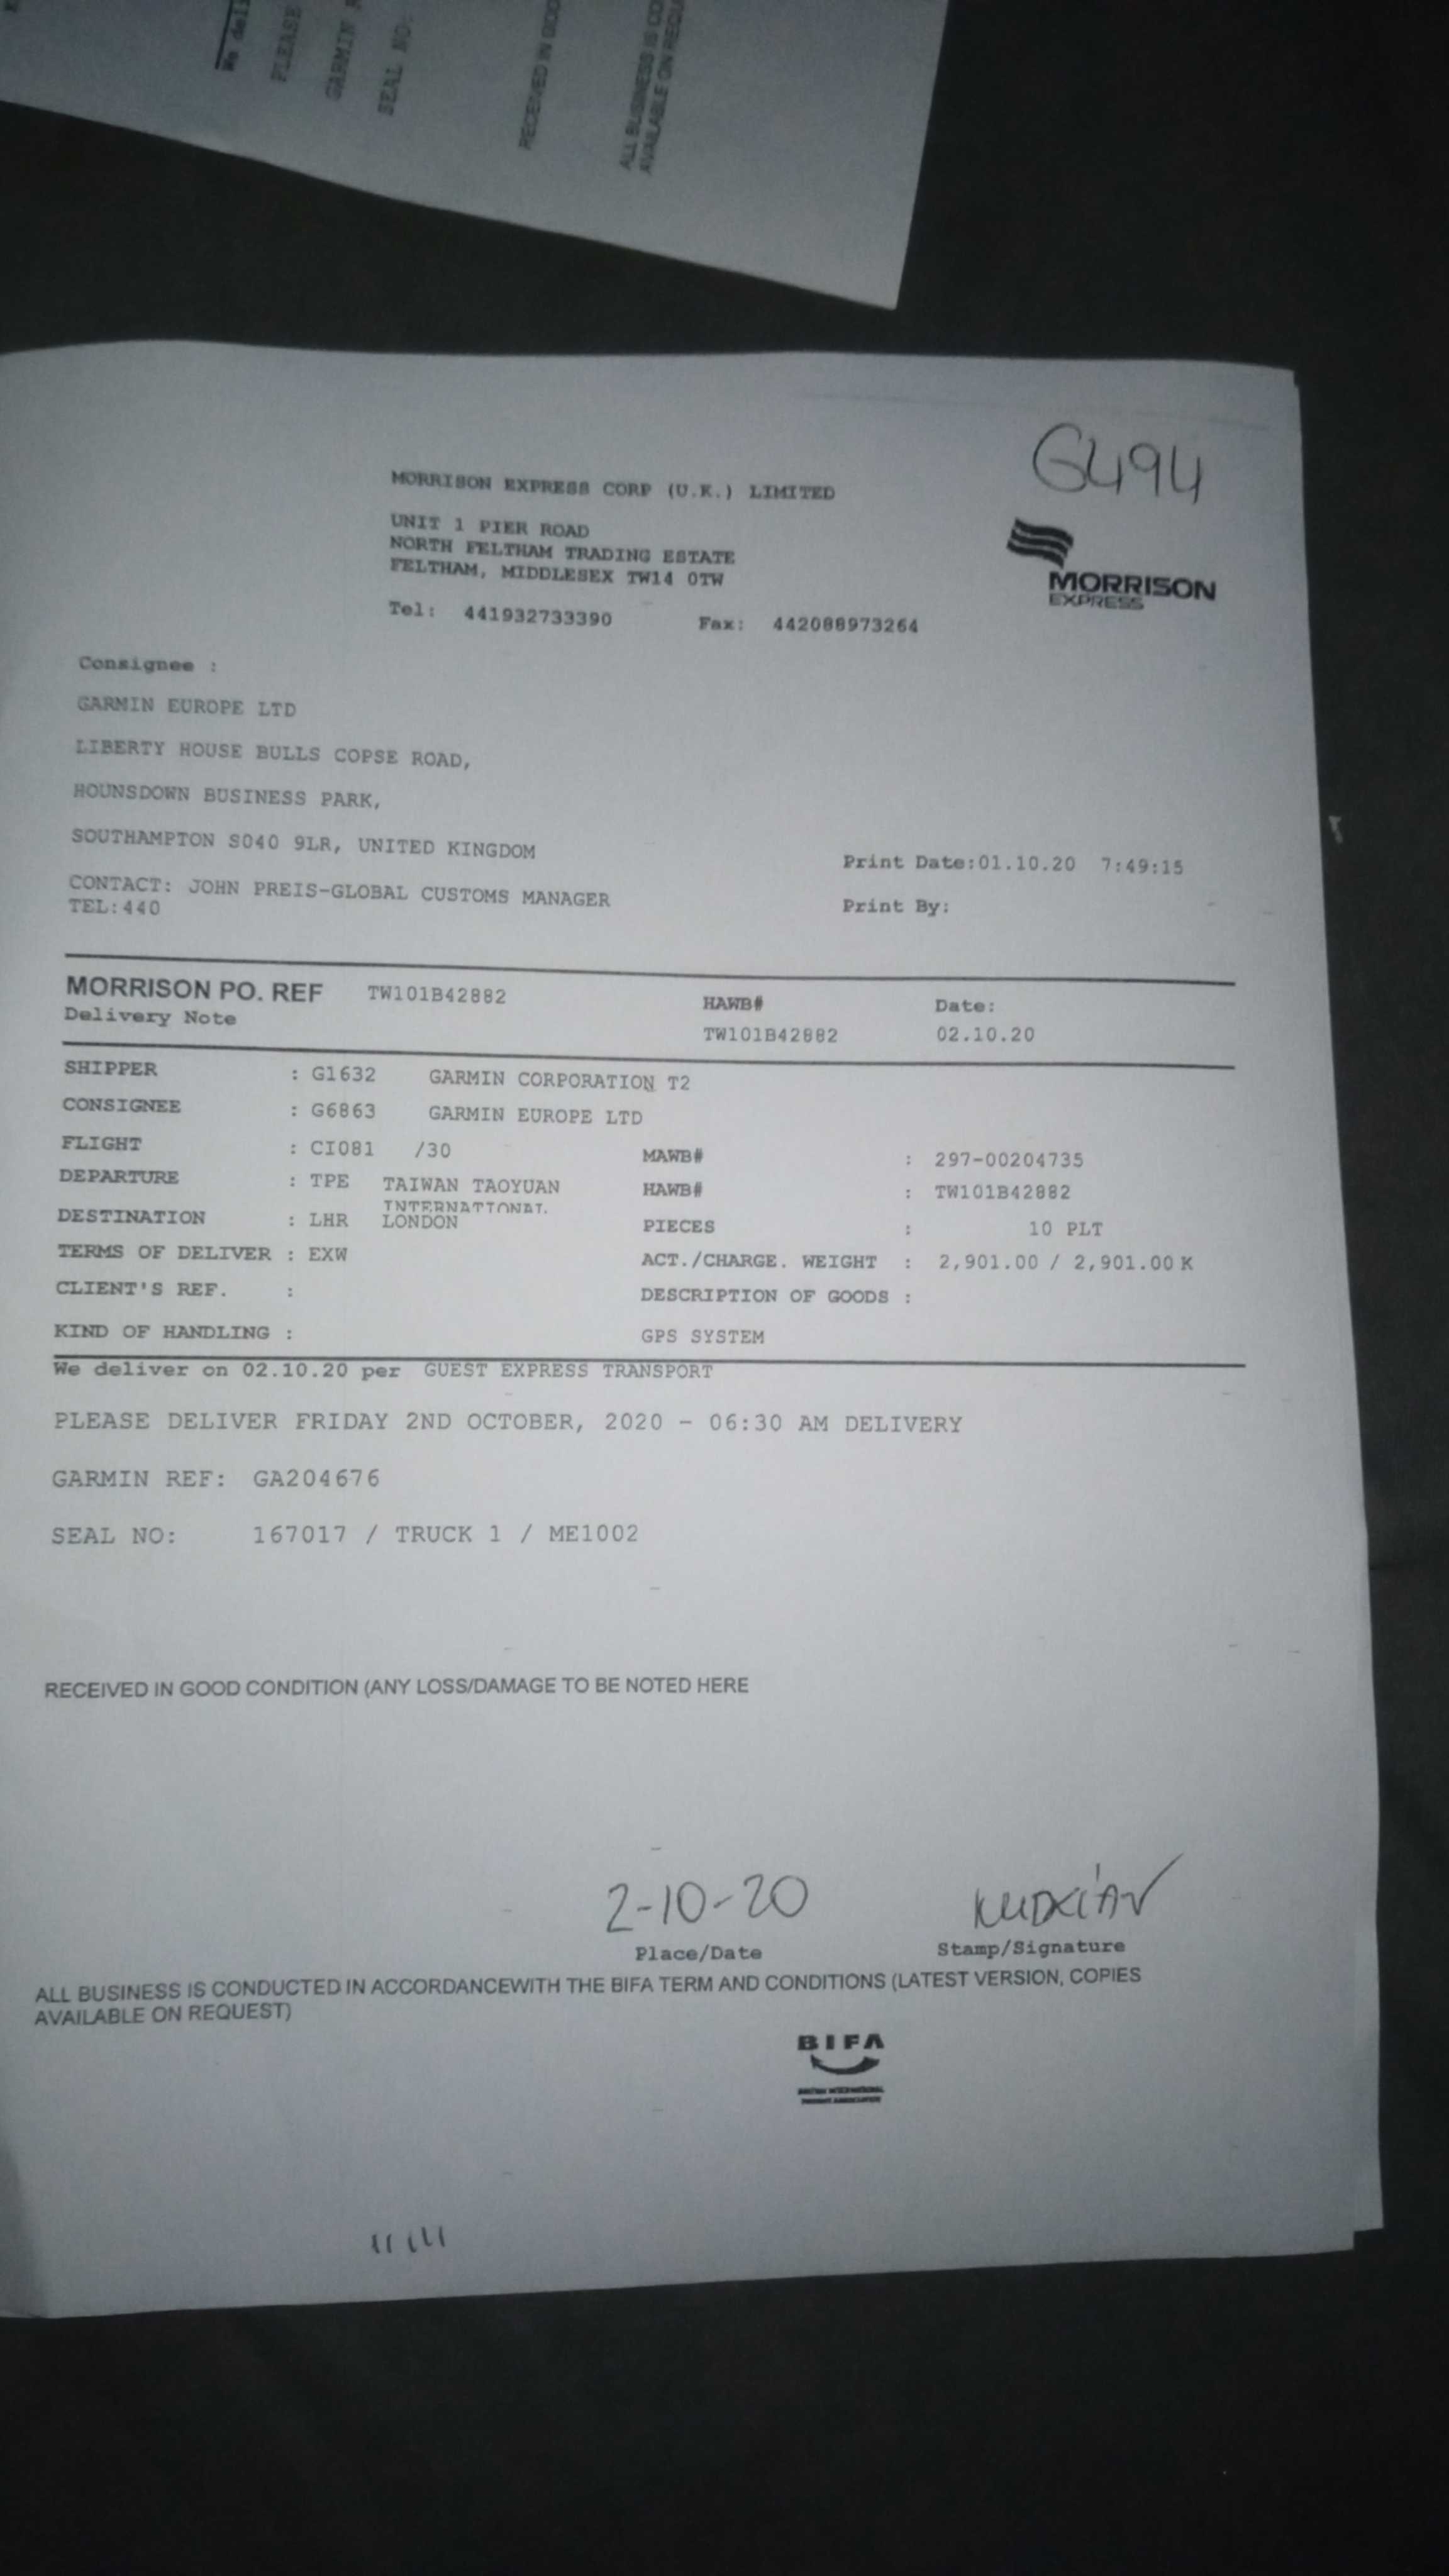 We deli
PLEASE
GARMIN R
SEAL NO:
RECEIVED IN GOO
ALL BUSINESS IS CO
AVAILABLE ON REQU
G494
MORRISON EXPRESS CORP (U.K.) LIMITED
UNIT 1 PIER ROAD
NORTH FELTHAM TRADING ESTATE
FELTHAM, MIDDLESEX TW14 0TW
MORRISON
EXPRESS
Tel: 441932733390 Fax: 442088973264
Consignee :
GARMIN EUROPE LTD
LIBERTY HOUSE BULLS COPSE ROAD,
HOUNSDOWN BUSINESS PARK,
SOUTHAMPTON S040 9LR, UNITED KINGDOM
Print Date:01.10.20 7:49:15
CONTACT: JOHN PREIS-GLOBAL CUSTOMS MANAGER
TEL:440
Print By:
MORRISON PO. REF TW101B42882 HAWB# Date:
Delivery Note TW101B42882 02.10.20
SHIPPER : G1632 GARMIN CORPORATION T2
CONSIGNEE : G6863 GARMIN EUROPE LTD
FLIGHT : CI081 /30 MAWB# : 297-00204735
DEPARTURE : TPE TAIWAN TAOYUAN HAWB# : TW101B42882
INTERNATIONAL
DESTINATION : LHR LONDON PIECES : 10 PLT
TERMS OF DELIVER : EXW ACT./CHARGE. WEIGHT : 2,901.00 / 2,901.00 K
CLIENT'S REF. : DESCRIPTION OF GOODS :
KIND OF HANDLING : GPS SYSTEM
We deliver on 02.10.20 per GUEST EXPRESS TRANSPORT
PLEASE DELIVER FRIDAY 2ND OCTOBER, 2020 - 06:30 AM DELIVERY
GARMIN REF: GA204676
SEAL NO: 167017 / TRUCK 1 / ME1002
RECEIVED IN GOOD CONDITION (ANY LOSS/DAMAGE TO BE NOTED HERE
2-10-20
Place/Date Stamp/Signature
ALL BUSINESS IS CONDUCTED IN ACCORDANCEWITH THE BIFA TERM AND CONDITIONS (LATEST VERSION, COPIES
AVAILABLE ON REQUEST)
BIFA